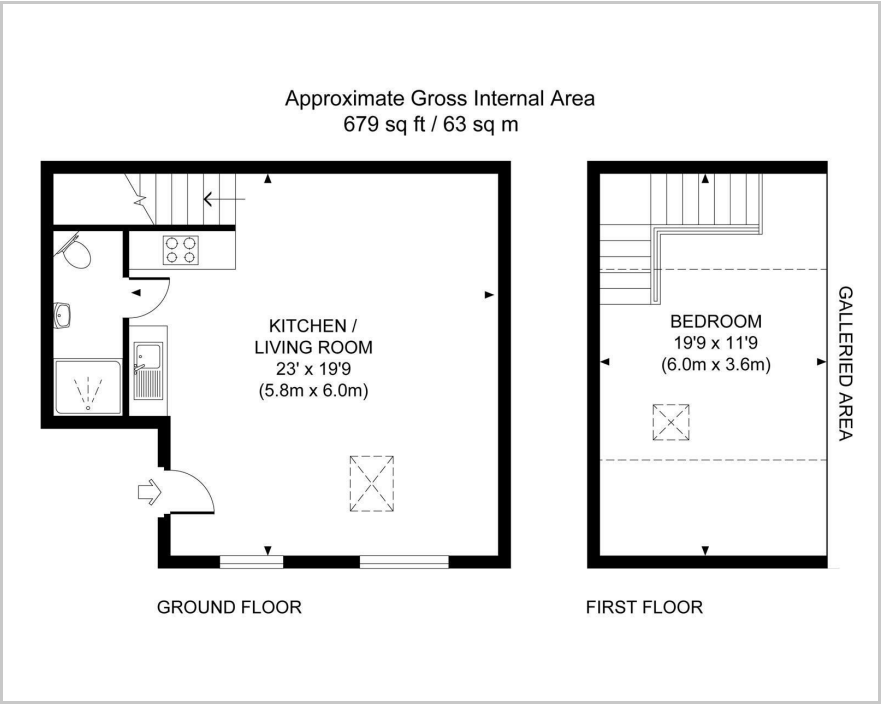 Approximate Gross Internal Area
679 sq ft / 63 sq m
KITCHEN /
LIVING ROOM
23' x 19'9
(5.8m x 6.0m)
BEDROOM
19'9 x 11'9
(6.0m x 3.6m)
GALLERIED AREA
GROUND FLOOR
FIRST FLOOR